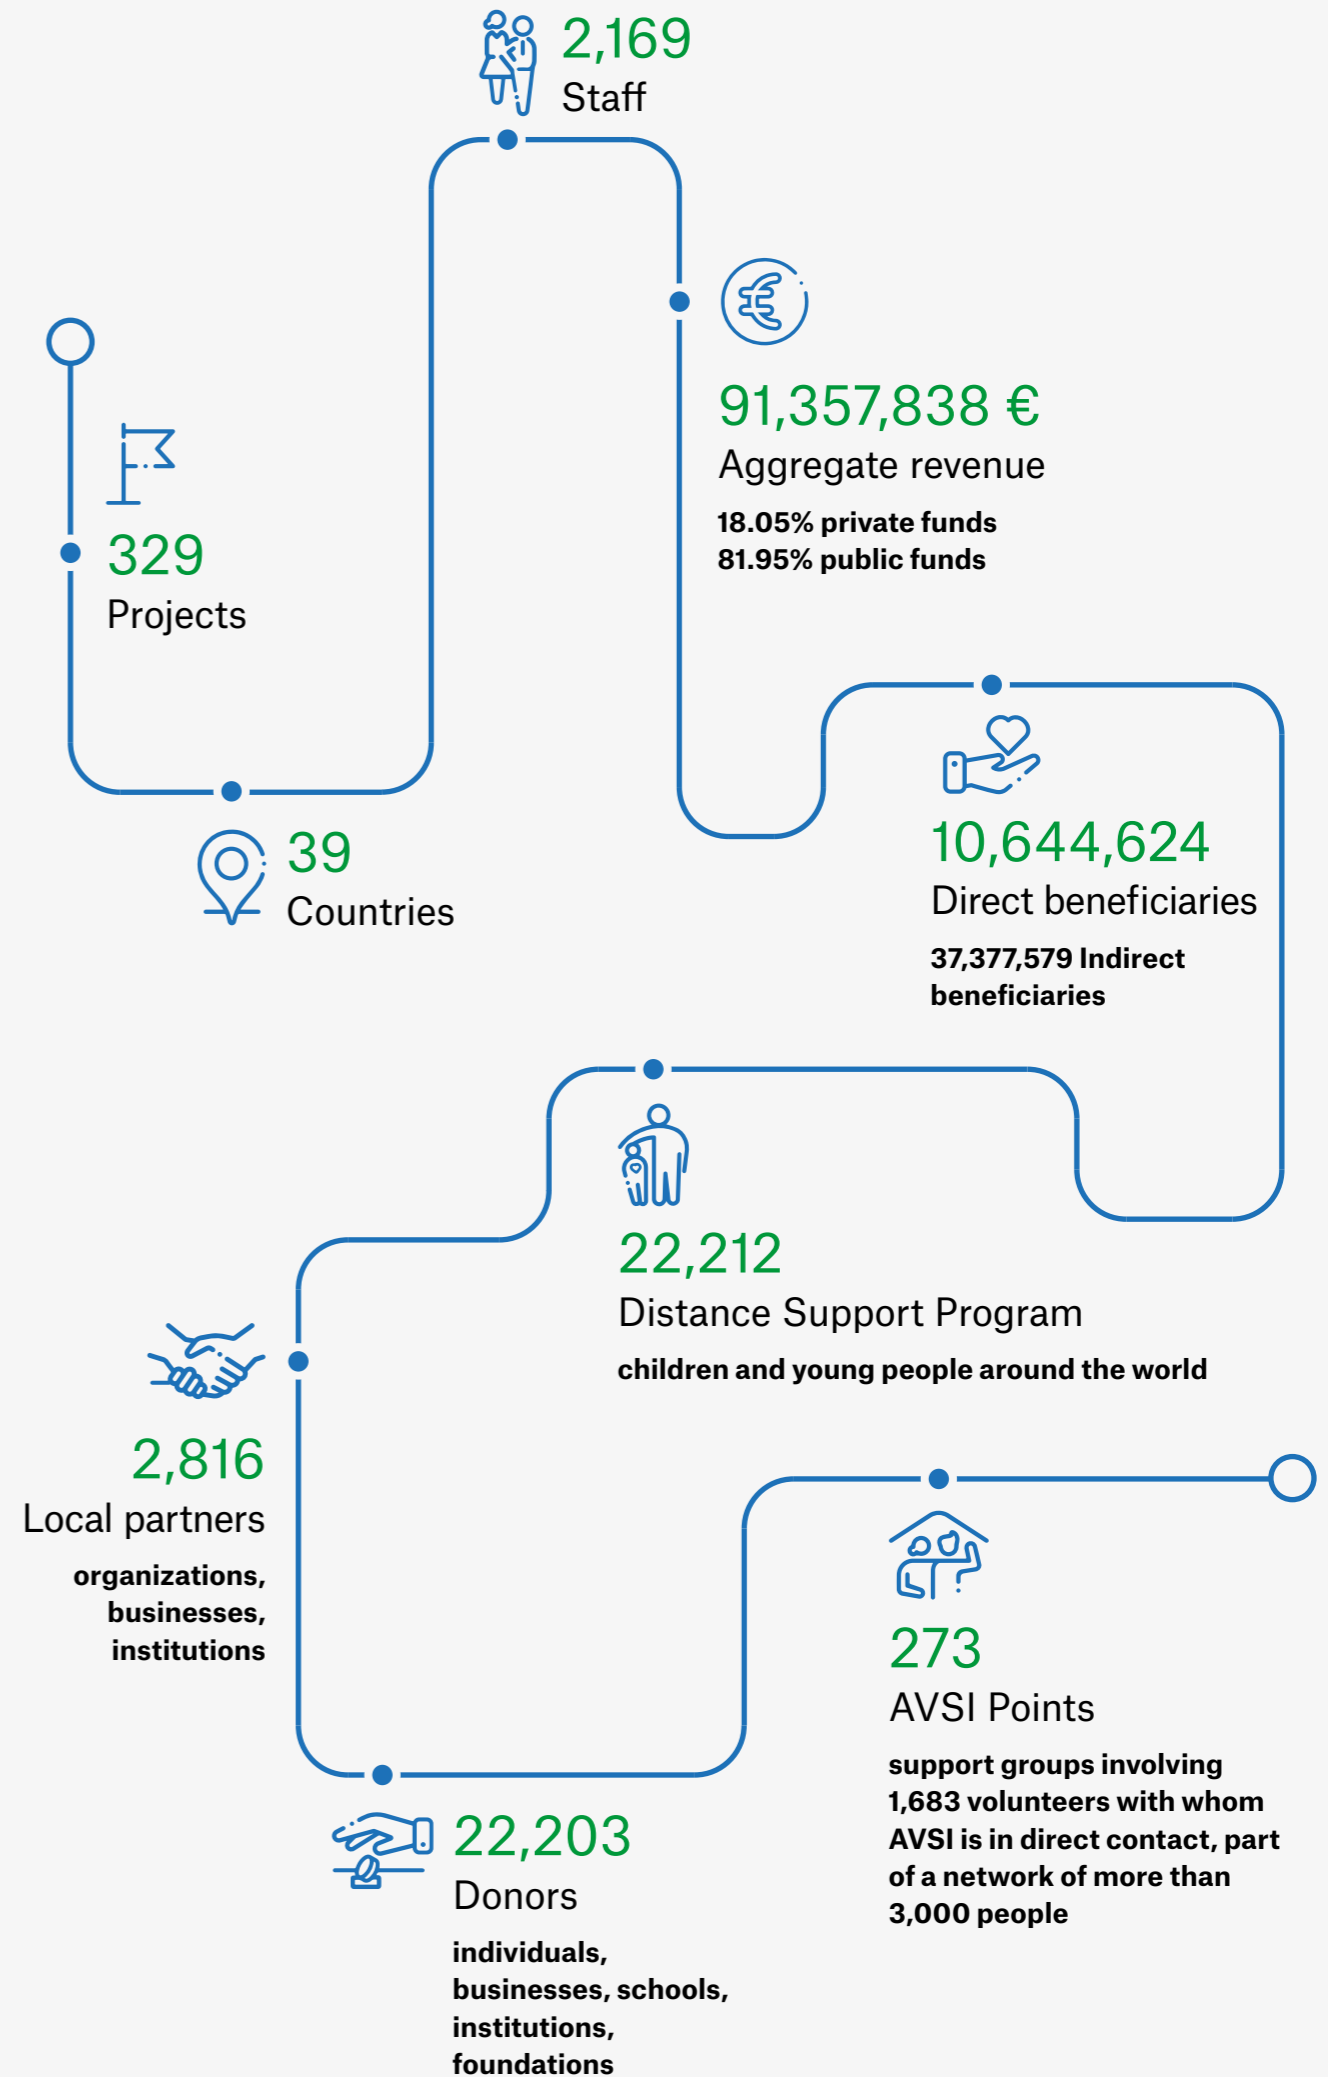 2,169
Staff
91,357,838 €
Aggregate revenue
18.05% private funds
81.95% public funds
329
Projects
39
Countries
10,644,624
Direct beneficiaries
37,377,579 Indirect
beneficiaries
22,212
Distance Support Program
children and young people around the world
2,816
Local partners
organizations,
businesses,
institutions
273
AVSI Points
support groups involving
1,683 volunteers with whom
AVSI is in direct contact, part
of a network of more than
3,000 people
22,203
Donors
individuals,
businesses, schools,
institutions,
foundations